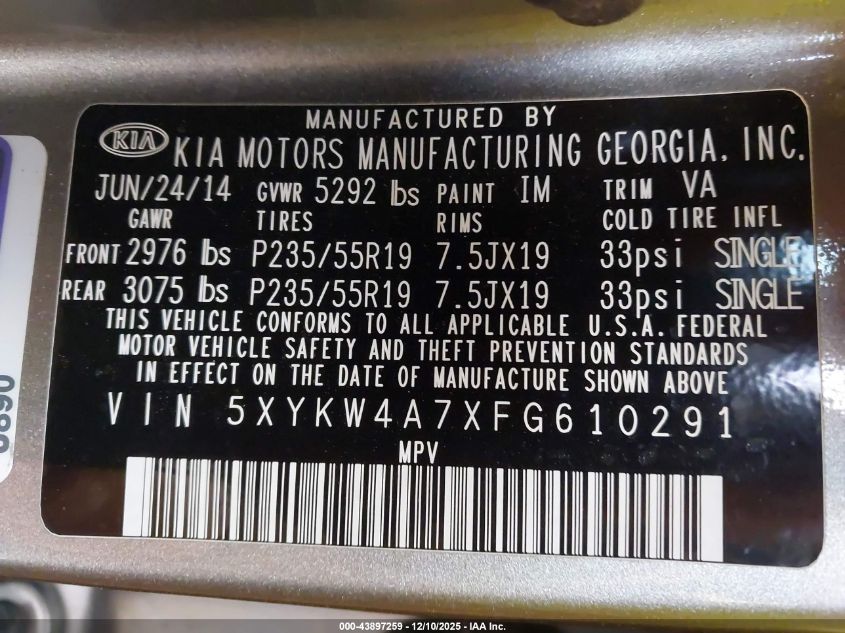 MANUFACTURED BY
KIA KIA MOTORS MANUFACTURING GEORGIA, INC.
JUN/24/14 GVWR 5292 lbs PAINT IM TRIM VA
GAWR TIRES RIMS COLD TIRE INFL
FRONT 2976 lbs P235/55R19 7.5JX19 33psi SINGLE
REAR 3075 lbs P235/55R19 7.5JX19 33psi SINGLE
THIS VEHICLE CONFORMS TO ALL APPLICABLE U.S.A. FEDERAL
MOTOR VEHICLE SAFETY AND THEFT PREVENTION STANDARDS
IN EFFECT ON THE DATE OF MANUFACTURE SHOWN ABOVE
VIN 5XYKW4A7XFG610291
MPV
000-43897259 - 12/10/2025 - IAA Inc.